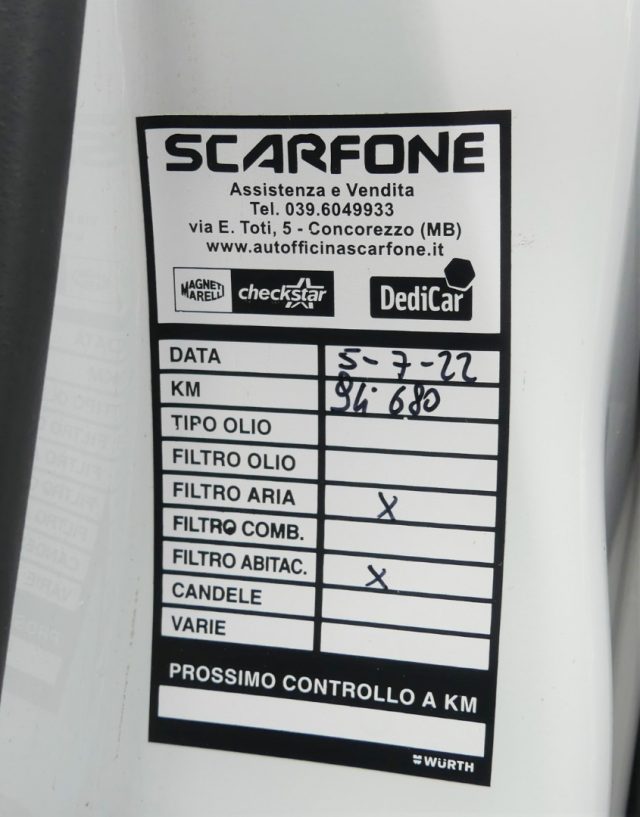 SCARFONE
Assistenza e Vendita
Tel. 039.6049933
via E. Toti, 5 - Concorezzo (MB)
www.autofficinascarfone.it
MAGNETI MARELLI checkstar DediCar
DATA 5-7-22
KM 94 680
TIPO OLIO
FILTRO OLIO
FILTRO ARIA X
FILTRO COMB.
FILTRO ABITAC. X
CANDELE
VARIE
PROSSIMO CONTROLLO A KM
WÜRTH